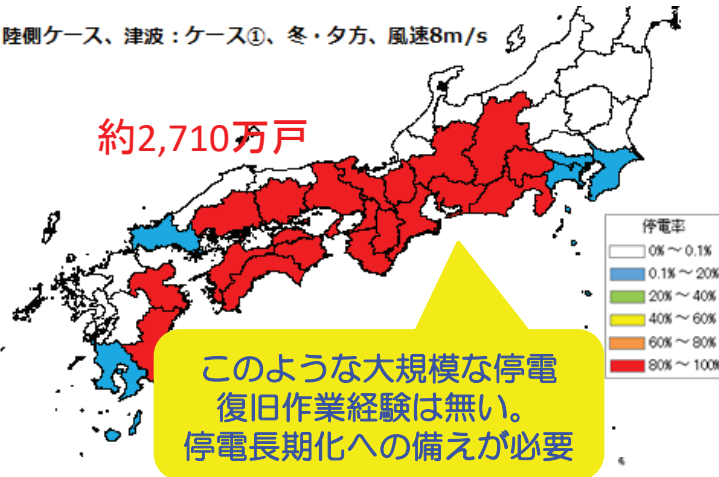 陸側ケース、津波：ケース①、冬・夕方、風速8m/s
約2,710万戸
停電率
0%～0.1%
0.1%～20%
20%～40%
40%～60%
60%～80%
80%～100%
このような大規模な停電
復旧作業経験は無い。
停電長期化への備えが必要